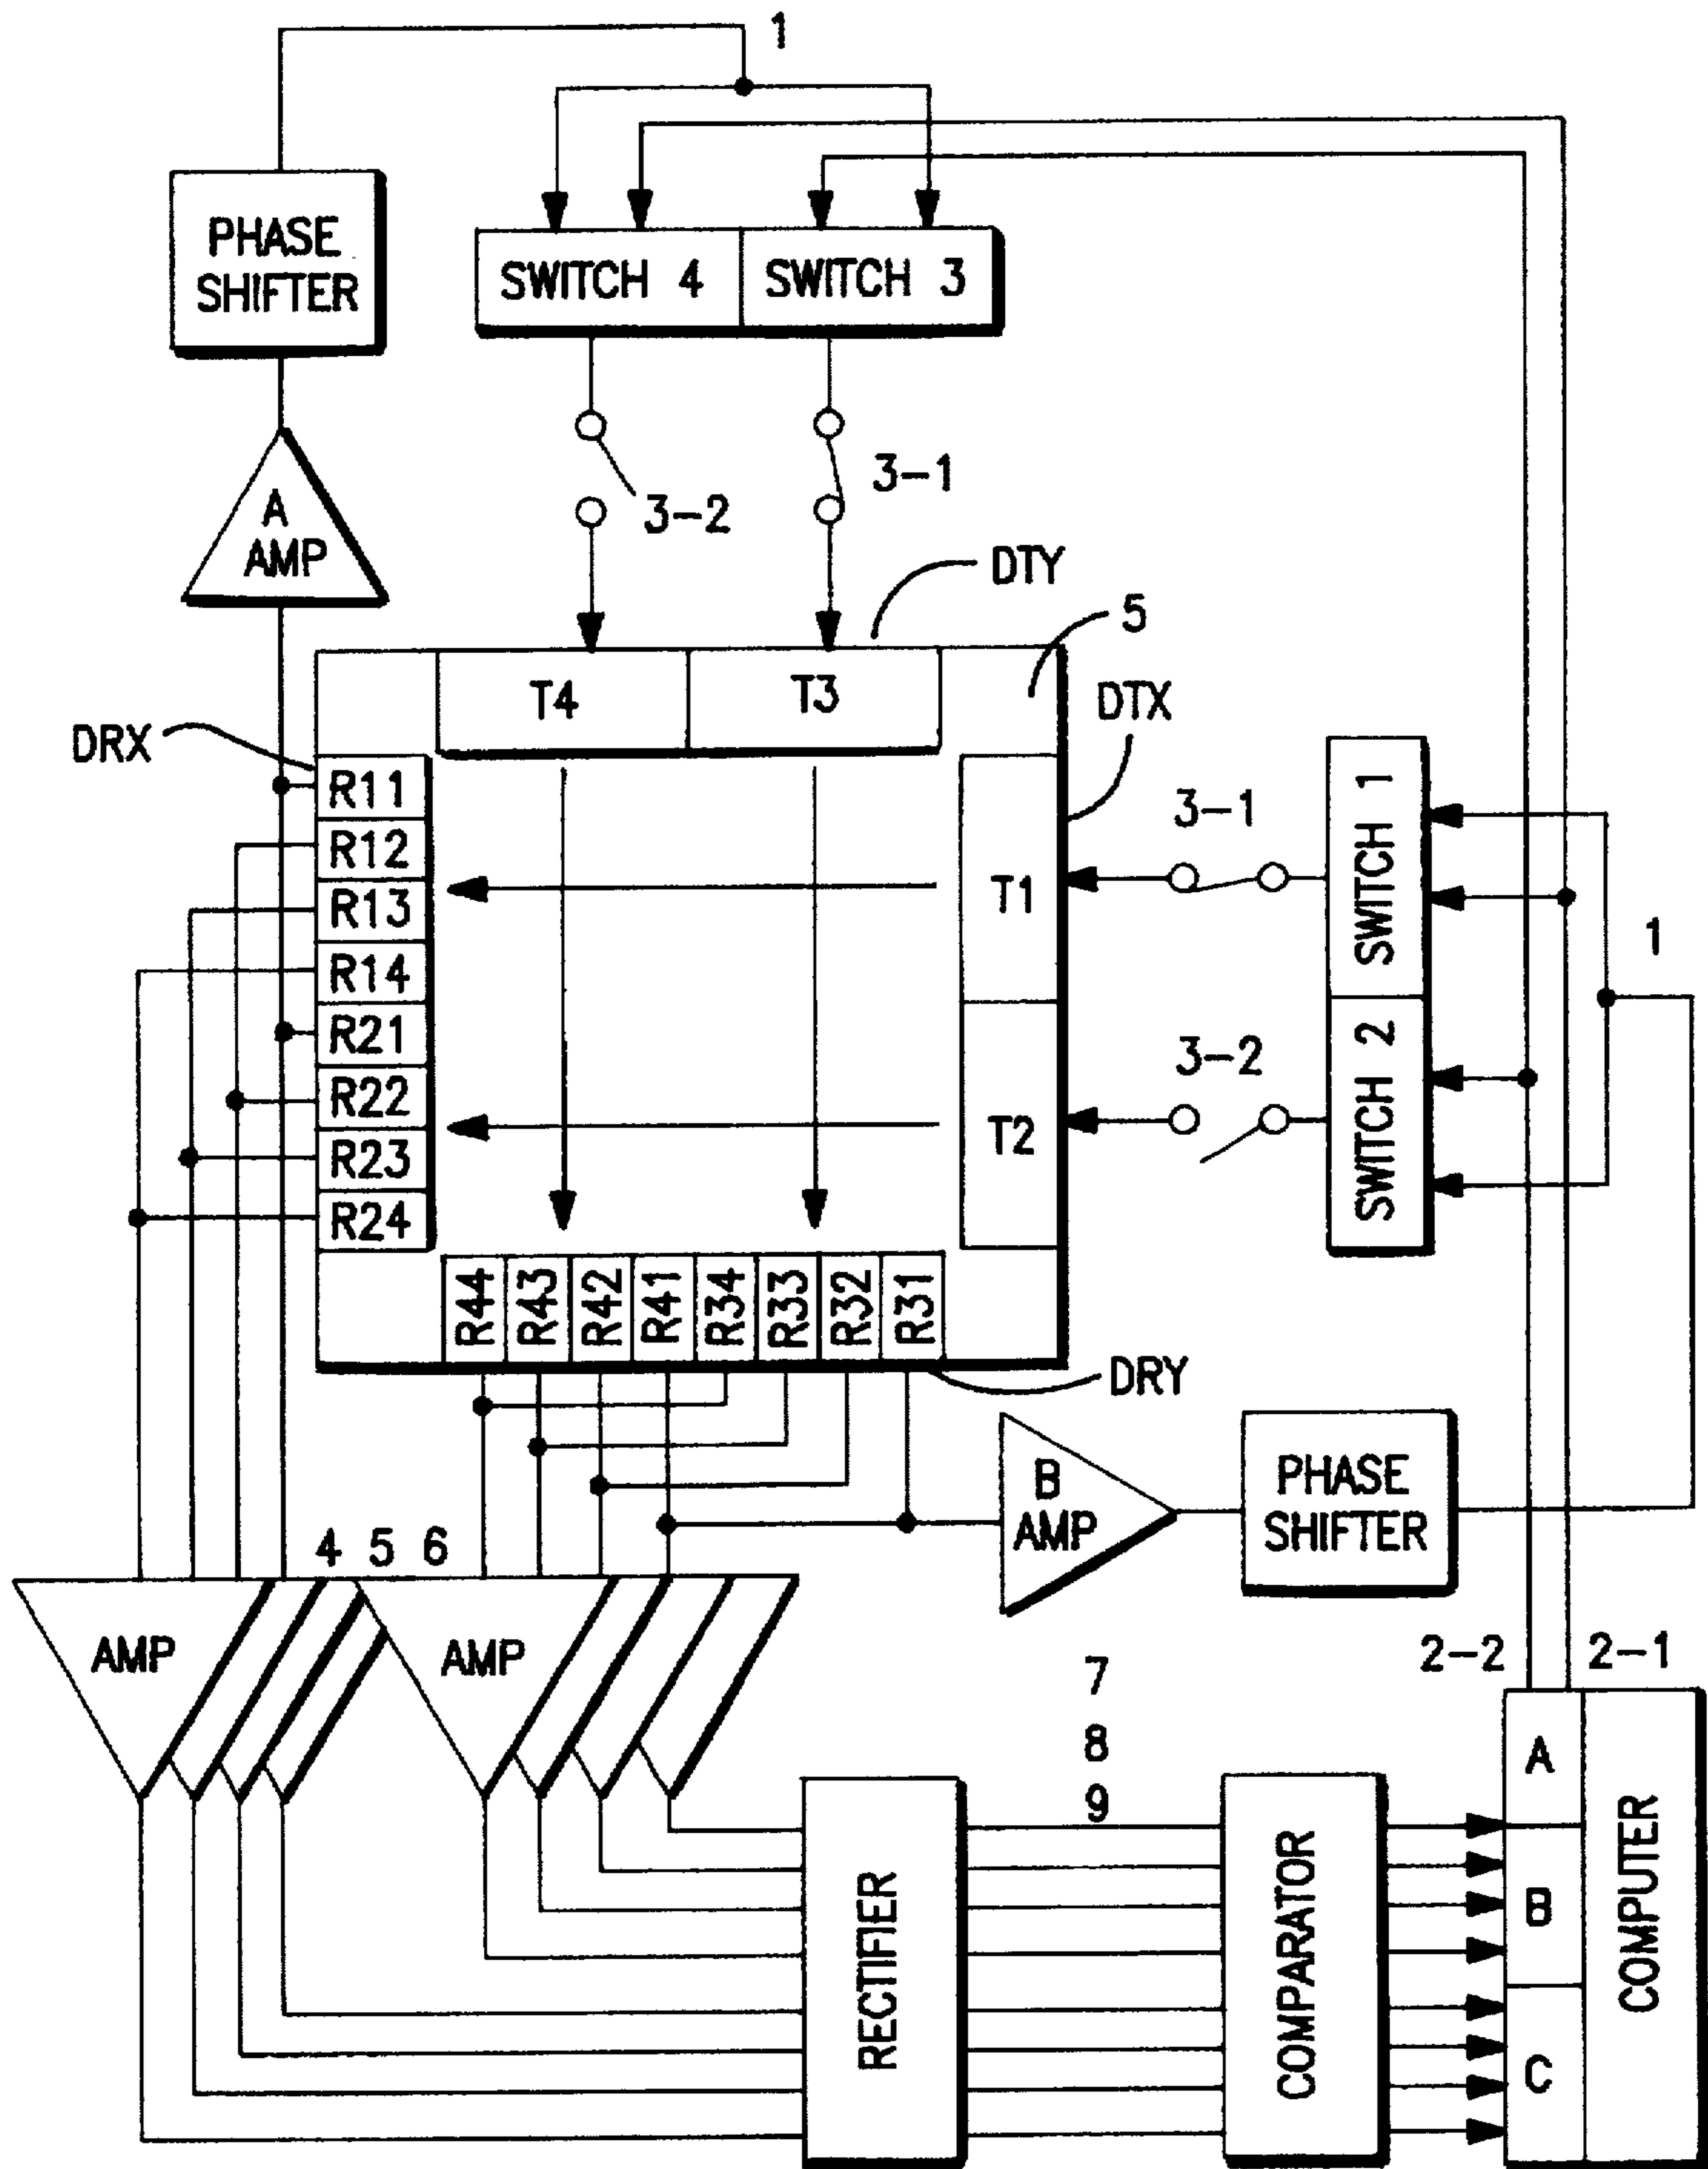 1
PHASE
SHIFTER
SWITCH 4
SWITCH 3
A
AMP
3-2
3-1
DTY
5
DTX
T4
T3
DRX
R11
R12
R13
R14
R21
R22
R23
R24
T1
T2
3-1
3-2
SWITCH 1
SWITCH 2
1
R44
R43
R42
R41
R34
R33
R32
R31
DRY
B
AMP
PHASE
SHIFTER
4 5 6
AMP
AMP
7
8
9
2-2
2-1
RECTIFIER
COMPARATOR
A
B
C
COMPUTER